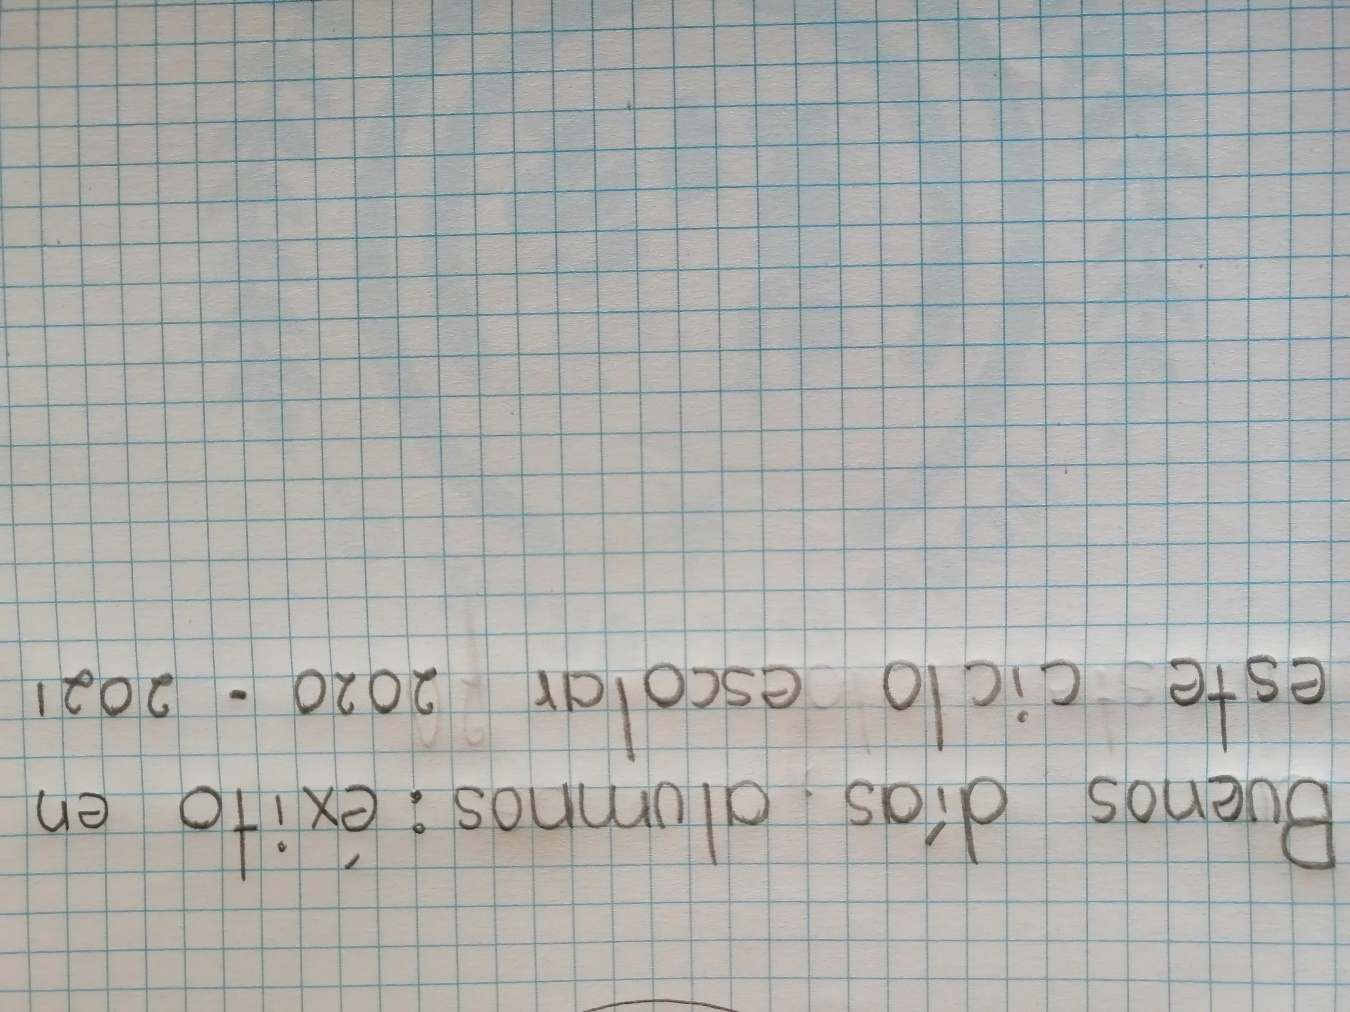 Buenos días alumnos: éxito en
este ciclo escolar 2020 - 2021